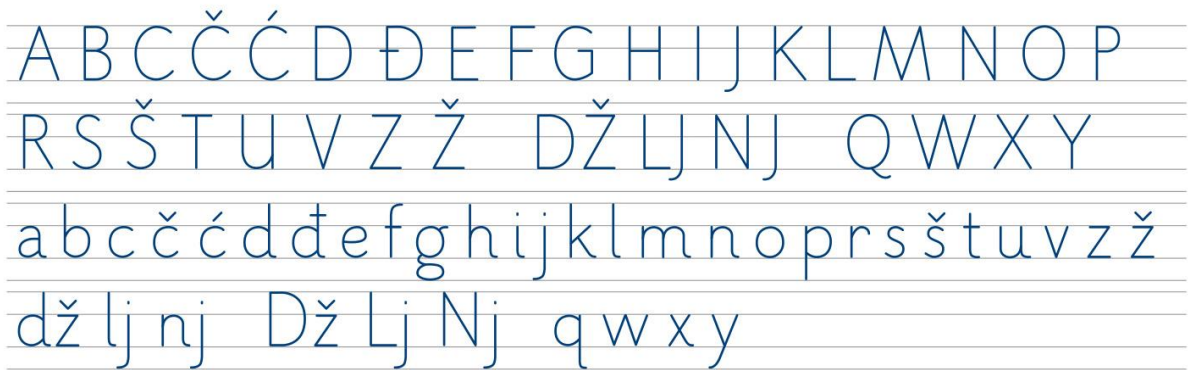 A B C Č Ć D Đ E F G H I J K L M N O P
R S Š T U V Z Ž DŽ LJ NJ Q W X Y
a b c č ć d đ e f g h i j k l m n o p r s š t u v z ž
dž lj nj Dž Lj Nj q w x y